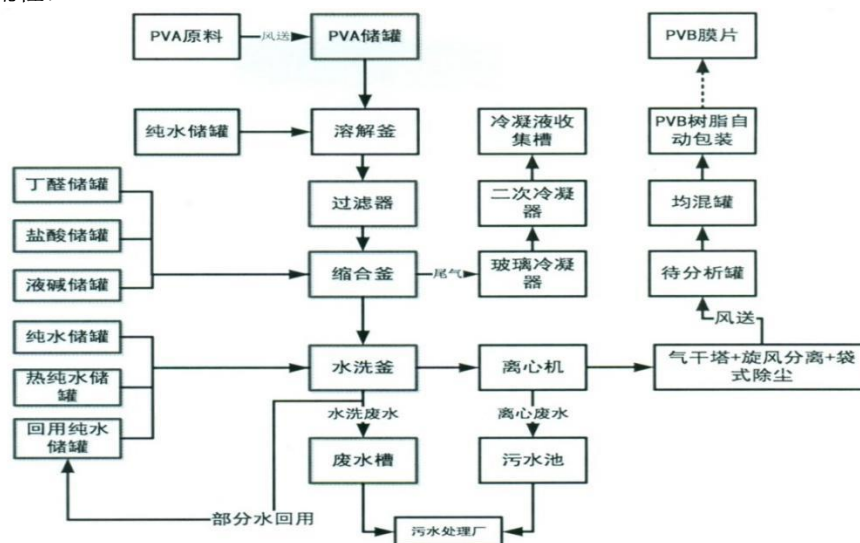 PVA原料
风送
PVA储罐
PVB膜片
纯水储罐
溶解釜
冷凝液收
集槽
PVB树脂自
动包装
丁醛储罐
过滤器
二次冷凝
器
均混罐
盐酸储罐
液碱储罐
缩合釜
尾气
玻璃冷凝
器
待分析罐
风送
纯水储罐
热纯水储
罐
回用纯水
储罐
水洗釜
离心机
气干塔+旋风分离+袋
式除尘
水洗废水
离心废水
废水槽
污水池
部分水回用
污水处理厂